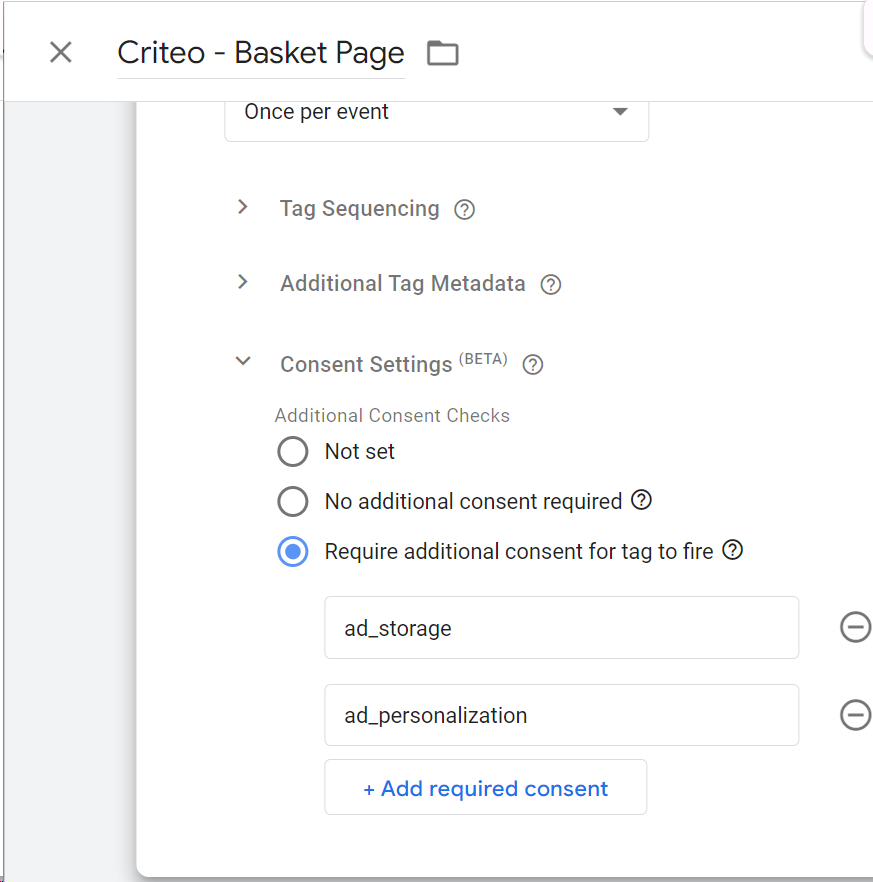 Criteo - Basket Page
Once per event
Tag Sequencing
Additional Tag Metadata
Consent Settings (BETA)
Additional Consent Checks
Not set
No additional consent required
Require additional consent for tag to fire
ad_storage
ad_personalization
+ Add required consent